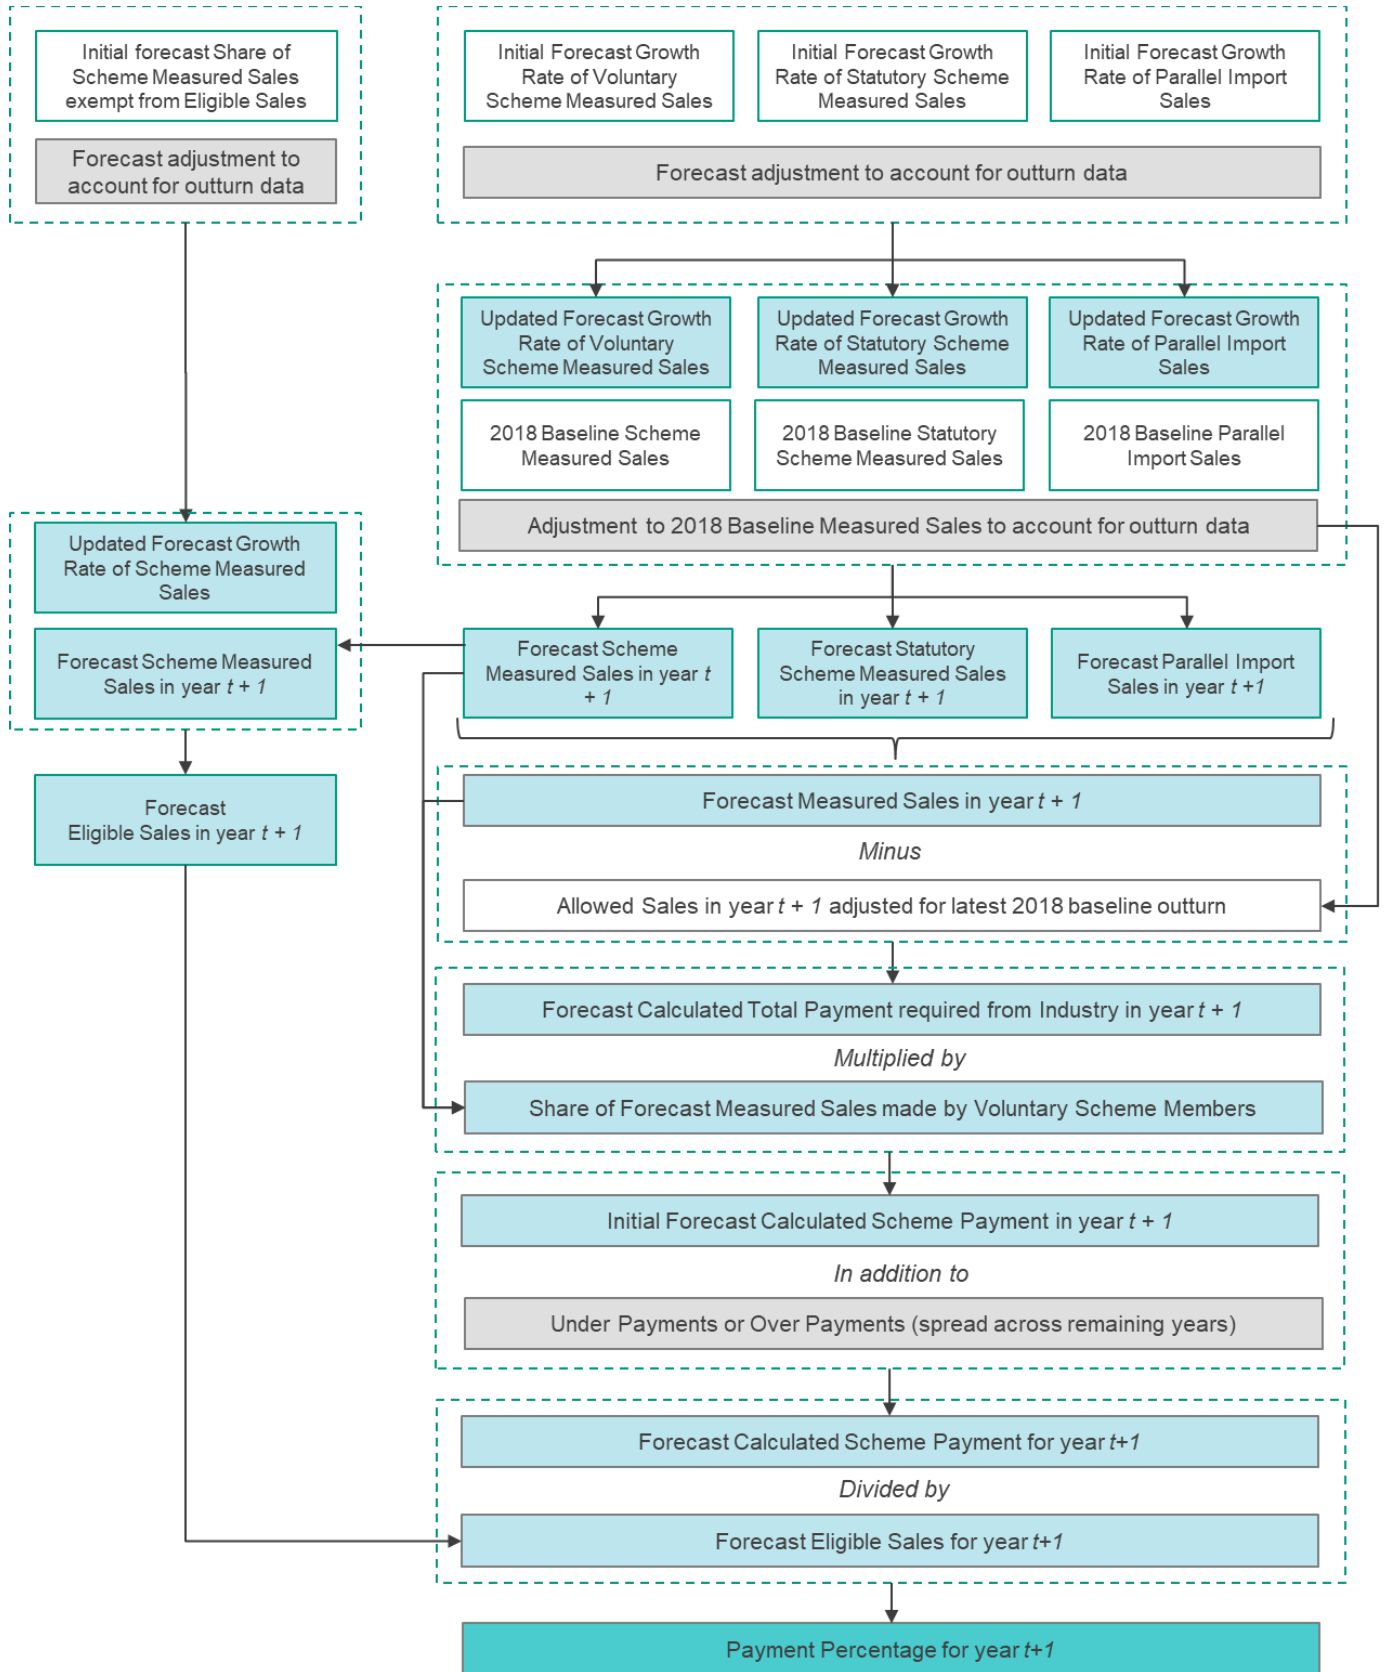 Initial forecast Share of
Scheme Measured Sales
exempt from Eligible Sales
Forecast adjustment to
account for outturn data
Initial Forecast Growth
Rate of Voluntary
Scheme Measured Sales
Initial Forecast Growth
Rate of Statutory Scheme
Measured Sales
Initial Forecast Growth
Rate of Parallel Import
Sales
Forecast adjustment to account for outturn data
Updated Forecast Growth
Rate of Voluntary
Scheme Measured Sales
Updated Forecast Growth
Rate of Statutory Scheme
Measured Sales
Updated Forecast Growth
Rate of Parallel Import
Sales
2018 Baseline Scheme
Measured Sales
2018 Baseline Statutory
Scheme Measured Sales
2018 Baseline Parallel
Import Sales
Adjustment to 2018 Baseline Measured Sales to account for outturn data
Updated Forecast Growth
Rate of Scheme Measured
Sales
Forecast Scheme Measured
Sales in year t + 1
Forecast Scheme
Measured Sales in year t
+ 1
Forecast Statutory
Scheme Measured Sales
in year t + 1
Forecast Parallel Import
Sales in year t +1
Forecast
Eligible Sales in year t + 1
Forecast Measured Sales in year t + 1
Minus
Allowed Sales in year t + 1 adjusted for latest 2018 baseline outturn
Forecast Calculated Total Payment required from Industry in year t + 1
Multiplied by
Share of Forecast Measured Sales made by Voluntary Scheme Members
Initial Forecast Calculated Scheme Payment in year t + 1
In addition to
Under Payments or Over Payments (spread across remaining years)
Forecast Calculated Scheme Payment for year t+1
Divided by
Forecast Eligible Sales for year t+1
Payment Percentage for year t+1